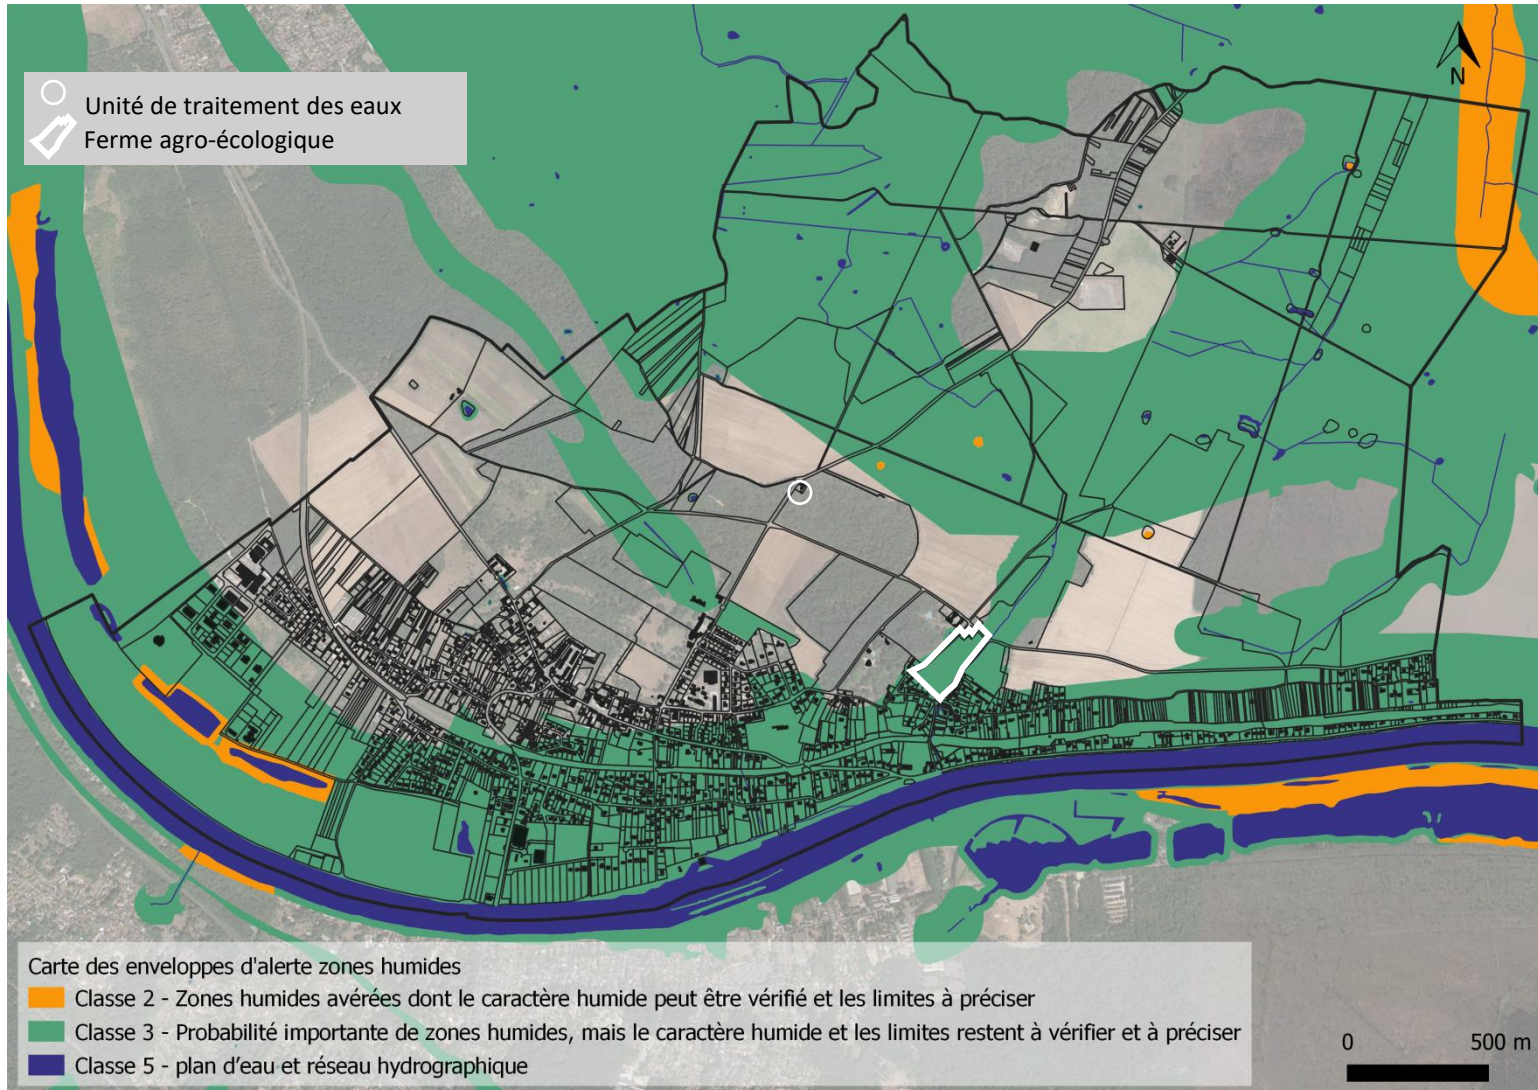 Unité de traitement des eaux
Ferme agro-écologique
N
Carte des enveloppes d'alerte zones humides
Classe 2 - Zones humides avérées dont le caractère humide peut être vérifié et les limites à préciser
Classe 3 - Probabilité importante de zones humides, mais le caractère humide et les limites restent à vérifier et à préciser
Classe 5 - plan d’eau et réseau hydrographique
0 500 m